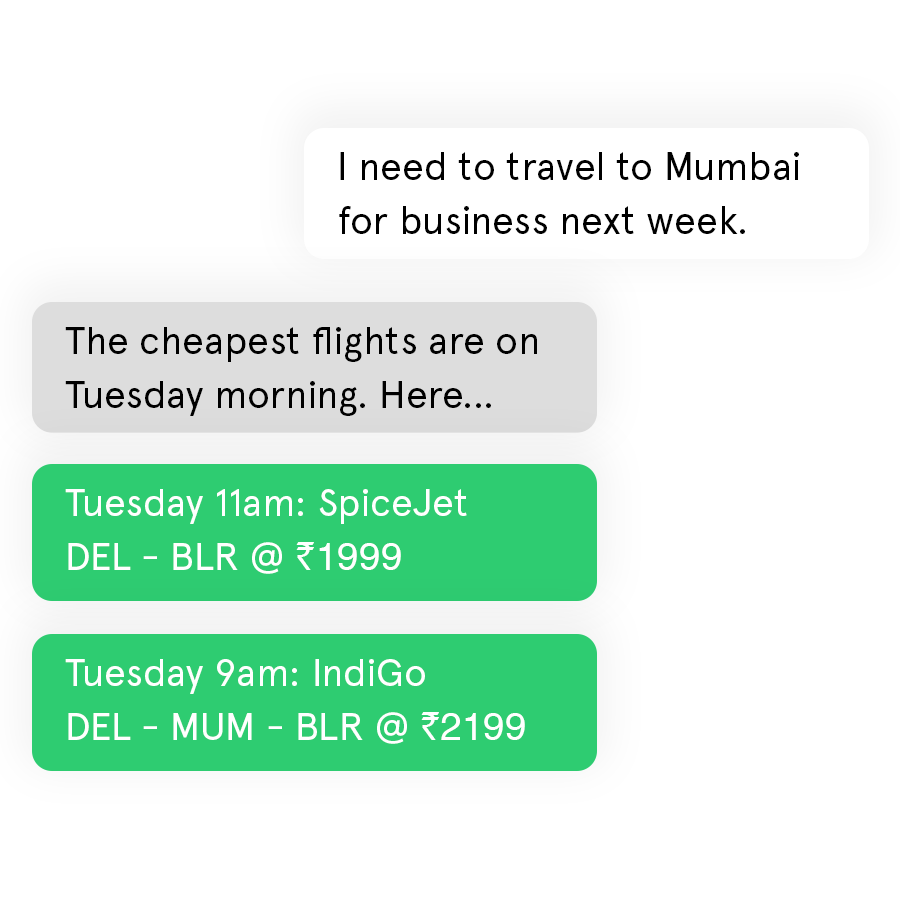 I need to travel to Mumbai
for business next week.
The cheapest flights are on
Tuesday morning. Here...
Tuesday 11am: SpiceJet
DEL - BLR @ ₹1999
Tuesday 9am: IndiGo
DEL - MUM - BLR @ ₹2199